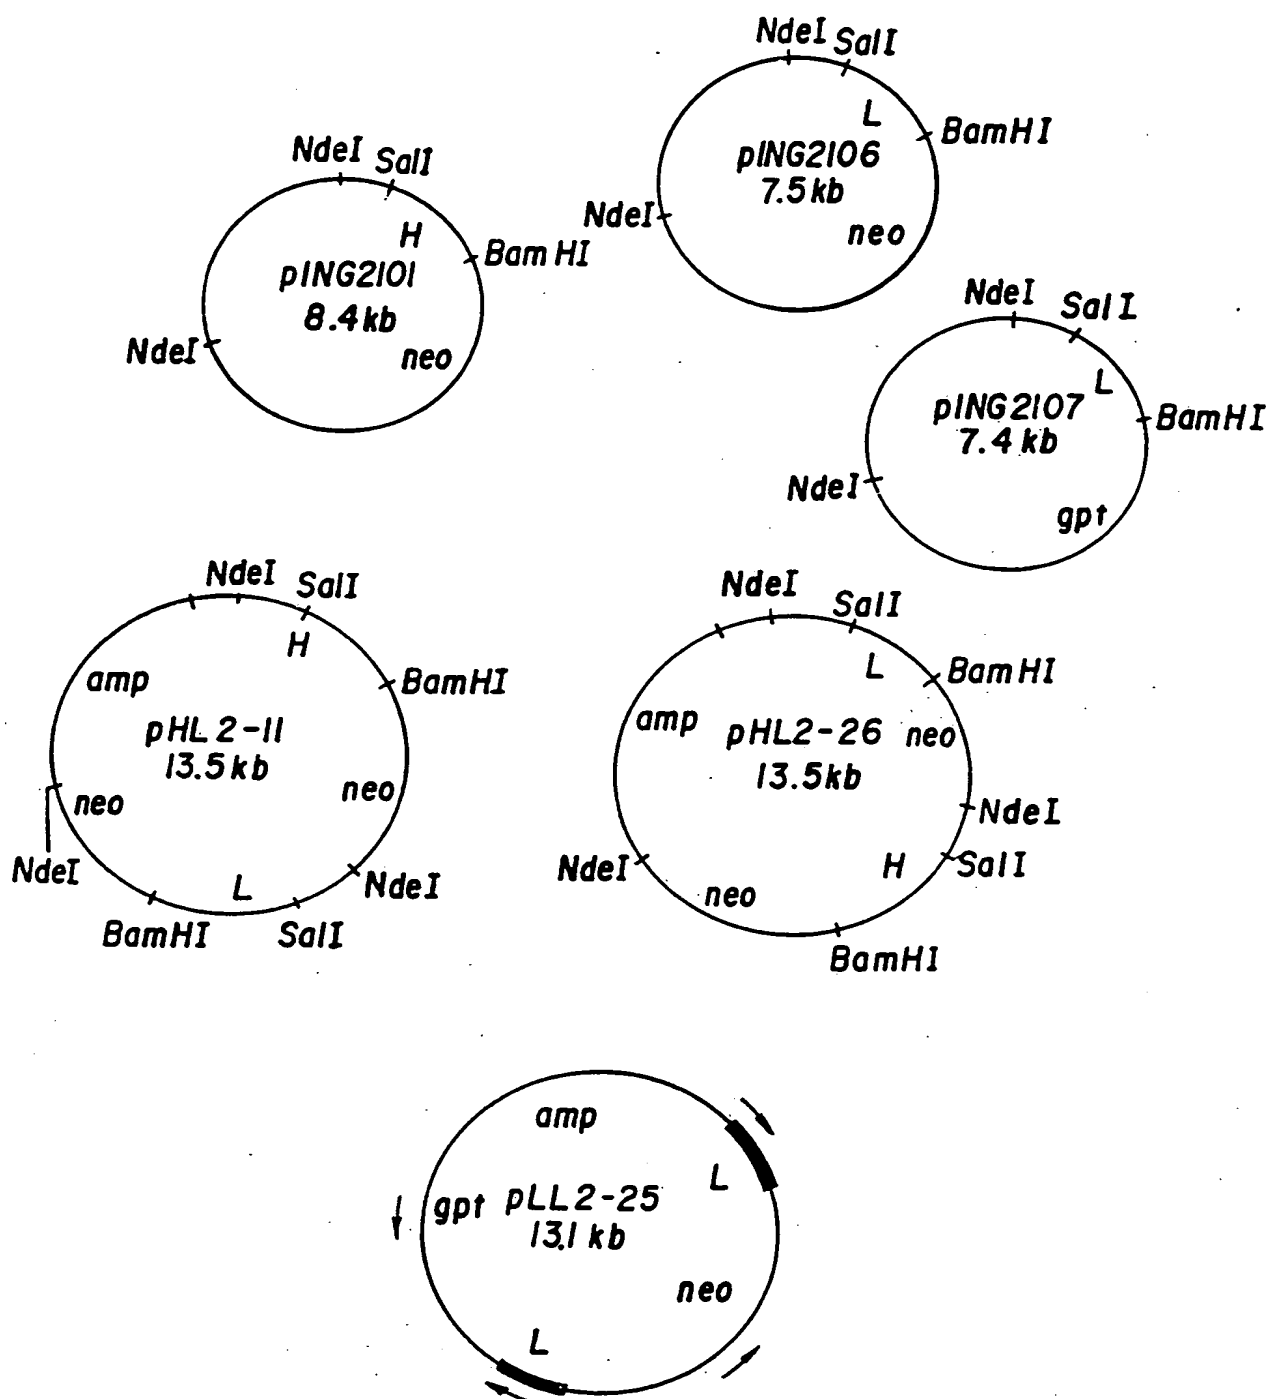 NdeI SalI
H
BamHI
pING2101
8.4 kb
neo
NdeI
NdeI SalI
L
BamHI
pING2106
7.5 kb
neo
NdeI
NdeI SalI
L
BamHI
pING2107
7.4 kb
gpt
NdeI
NdeI SalI
H
BamHI
amp
pHL2-11
13.5 kb
neo
neo
NdeI
NdeI
L
BamHI
SalI
NdeI
SalI
L
BamHI
amp
pHL2-26
neo
13.5 kb
NdeI
NdeI
H
SalI
neo
BamHI
amp
L
gpt
pLL2-25
13.1 kb
neo
L